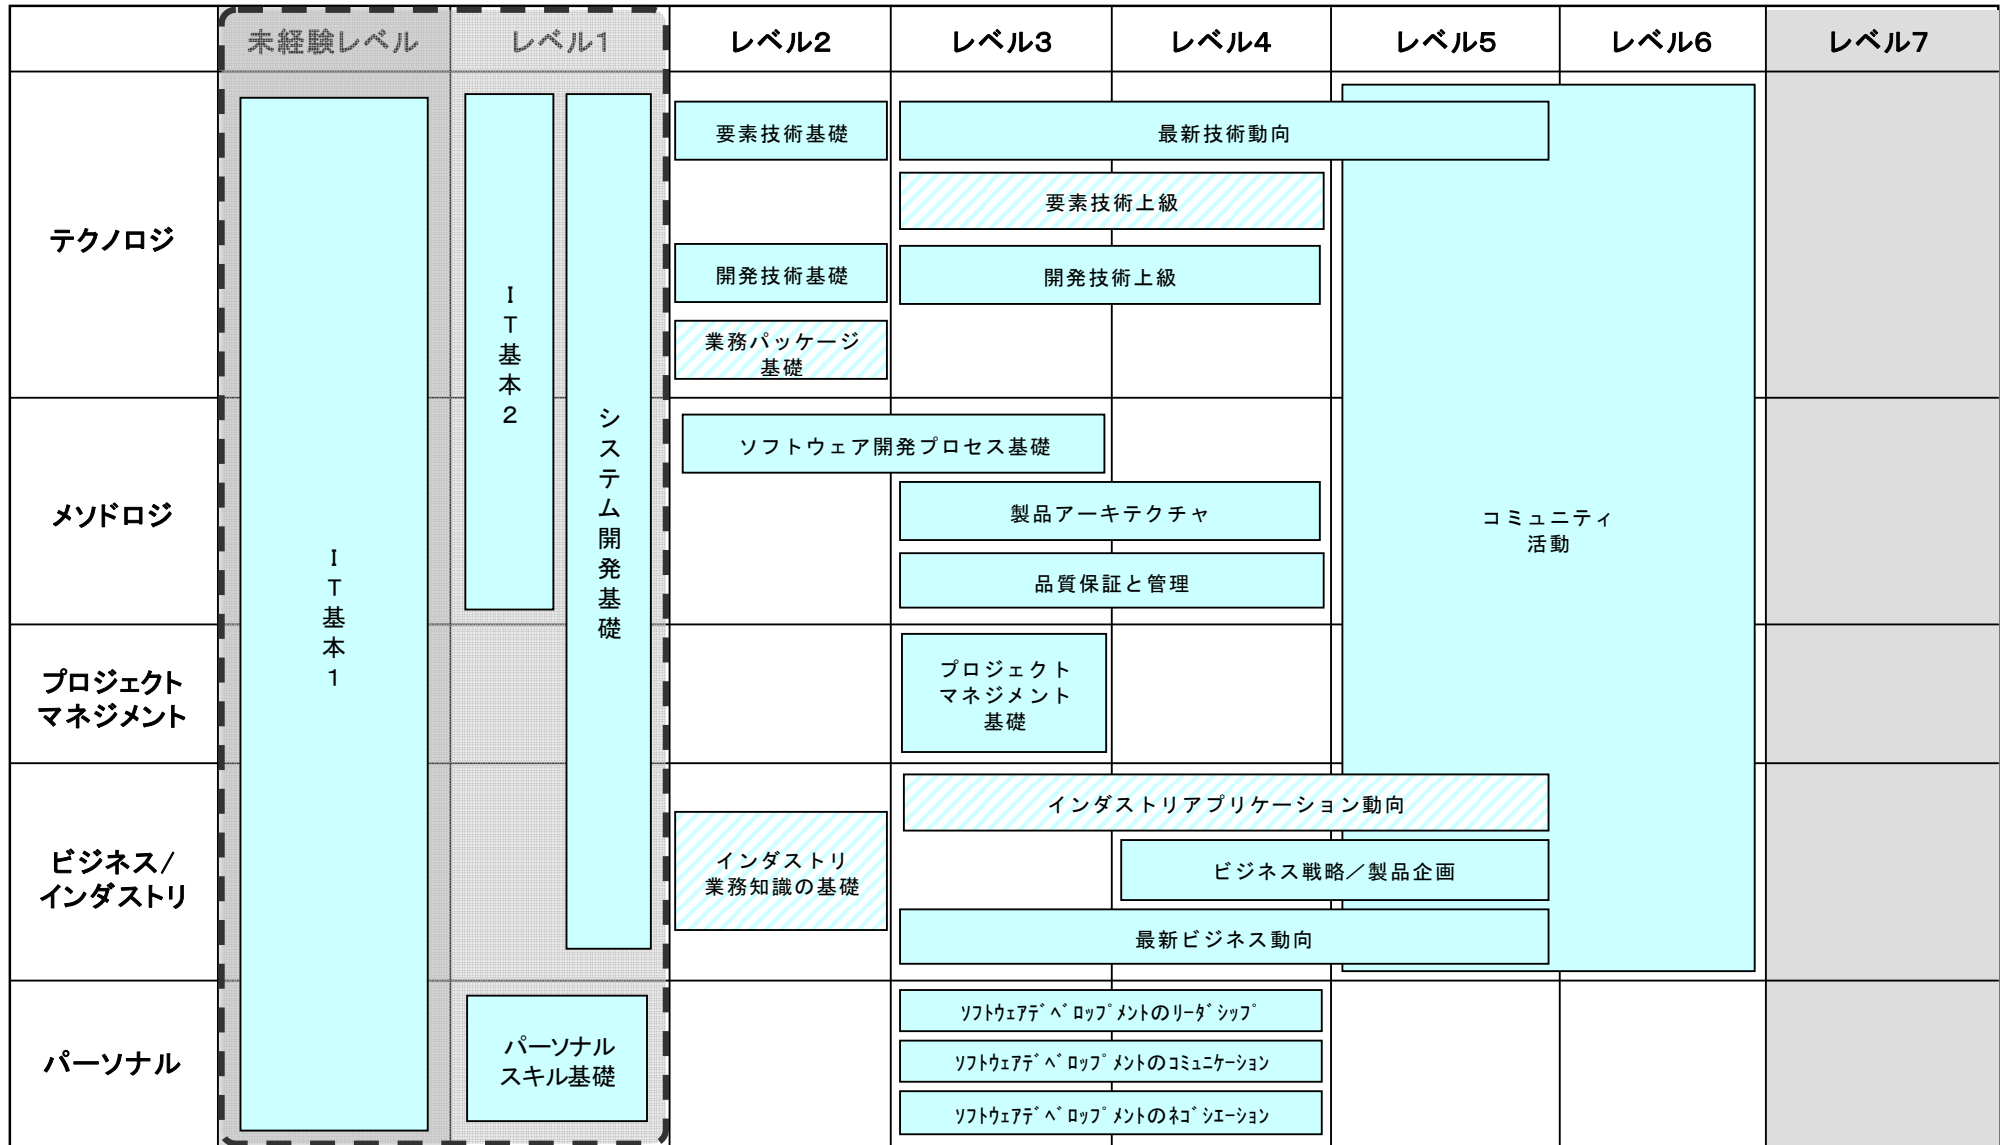 未経験レベル
レベル1
レベル2
レベル3
レベル4
レベル5
レベル6
レベル7
テクノロジ
要素技術基礎
最新技術動向
要素技術上級
開発技術基礎
開発技術上級
業務パッケージ
基礎
IT基本2
システム開発基礎
IT基本1
メソドロジ
ソフトウェア開発プロセス基礎
製品アーキテクチャ
品質保証と管理
コミュニティ
活動
プロジェクト
マネジメント
プロジェクト
マネジメント
基礎
ビジネス/
インダストリ
インダストリ
業務知識の基礎
インダストリアプリケーション動向
ビジネス戦略／製品企画
最新ビジネス動向
パーソナル
パーソナル
スキル基礎
ｿﾌﾄｳｪｱﾃﾞﾍﾞﾛｯﾌﾟﾒﾝﾄのﾘｰﾀﾞｼｯﾌﾟ
ｿﾌﾄｳｪｱﾃﾞﾍﾞﾛｯﾌﾟﾒﾝﾄのｺﾐｭﾆｹｰｼｮﾝ
ｿﾌﾄｳｪｱﾃﾞﾍﾞﾛｯﾌﾟﾒﾝﾄのﾈｺﾞｼｴｰｼｮﾝ